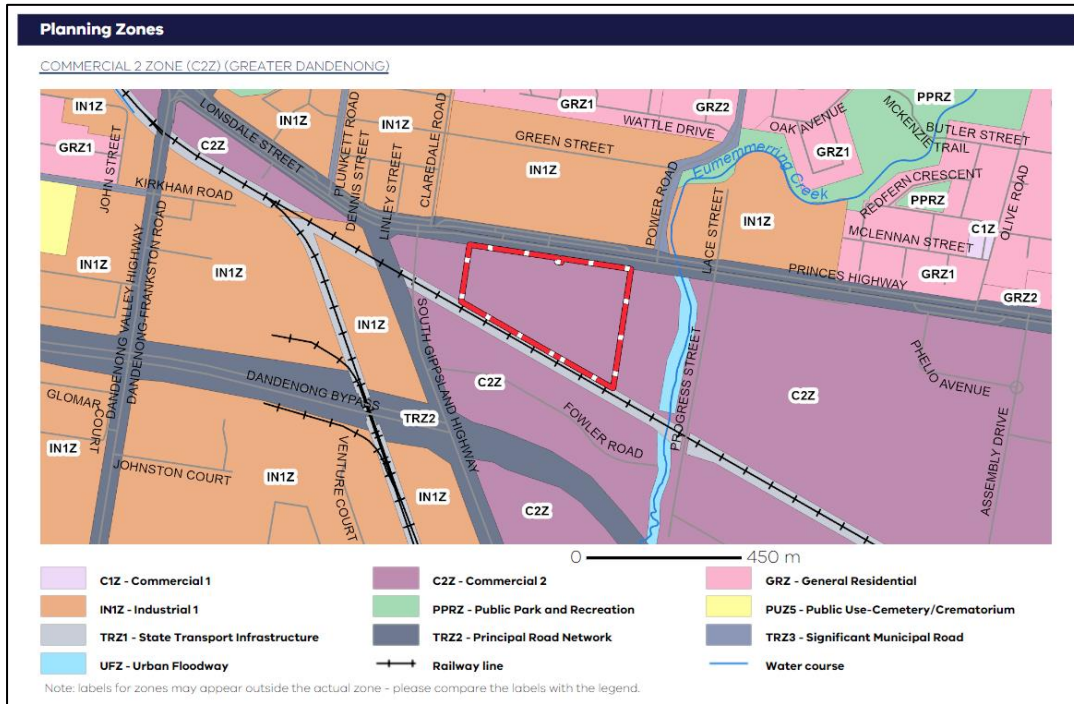 Planning Zones
COMMERCIAL 2 ZONE (C2Z) (GREATER DANDENONG)
IN1Z
LONSDALE STREET
IN1Z
PLUNKETT ROAD
IN1Z
CLAREDALE ROAD
GRZ1
GRZ2
WATTLE DRIVE
OAK AVENUE
PPRZ
MCKENZIE TRAIL
BUTLER STREET
GRZ1
JOHN STREET
C2Z
DENNIS STREET
LINLEY STREET
GREEN STREET
IN1Z
Eumemmerring Creek
GRZ1
REDFERN CRESCENT
PPRZ
OLIVE ROAD
KIRKHAM ROAD
POWER ROAD
LACE STREET
IN1Z
C1Z
MCLENNAN STREET
GRZ1
PRINCES HIGHWAY
GRZ2
IN1Z
IN1Z
DANDENONG VALLEY HIGHWAY
DANDENONG-FRANKSTON ROAD
IN1Z
SOUTH GIPPSLAND HIGHWAY
C2Z
PROGRESS STREET
C2Z
PHELIO AVENUE
ASSEMBLY DRIVE
DANDENONG BYPASS
TRZ2
FOWLER ROAD
GLOMAR COURT
IN1Z
JOHNSTON COURT
IN1Z
VENTURE COURT
IN1Z
C2Z
0 450 m
C1Z - Commercial 1
C2Z - Commercial 2
GRZ - General Residential
IN1Z - Industrial 1
PPRZ - Public Park and Recreation
PUZ5 - Public Use-Cemetery/Crematorium
TRZ1 - State Transport Infrastructure
TRZ2 - Principal Road Network
TRZ3 - Significant Municipal Road
UFZ - Urban Floodway
Railway line
Water course
Note: labels for zones may appear outside the actual zone - please compare the labels with the legend.